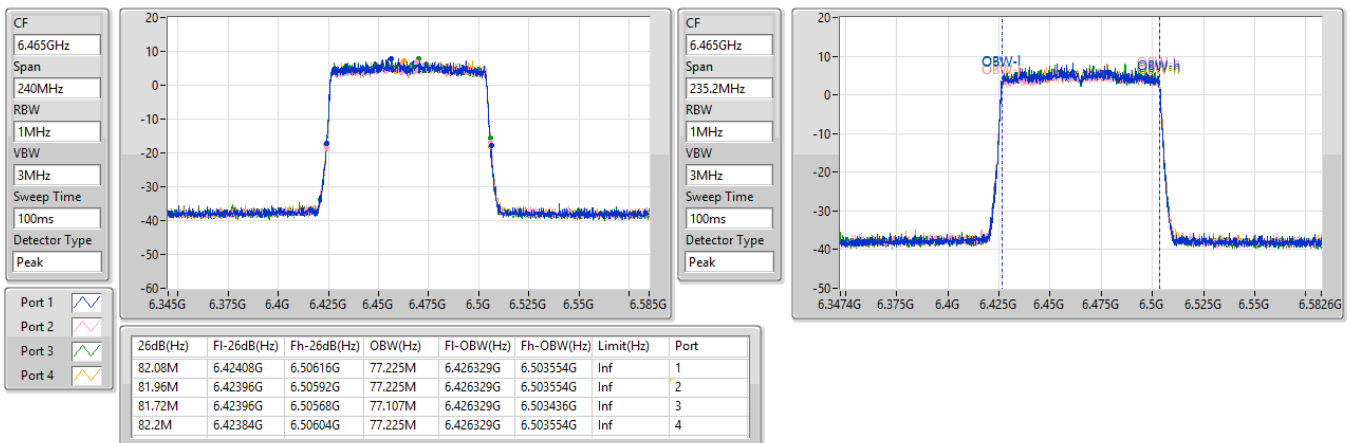 CF
6.465GHz
Span
240MHz
RBW
1MHz
VBW
3MHz
Sweep Time
100ms
Detector Type
Peak
20
10
0
-10
-20
-30
-40
-50
-60
6.345G 6.375G 6.4G 6.425G 6.45G 6.475G 6.5G 6.525G 6.55G 6.585G
CF
6.465GHz
Span
235.2MHz
RBW
1MHz
VBW
3MHz
Sweep Time
100ms
Detector Type
Peak
20
10
0
-10
-20
-30
-40
-50
OBW-l
OBW-h
6.3474G 6.375G 6.4G 6.425G 6.45G 6.475G 6.5G 6.525G 6.55G 6.5826G
Port 1
Port 2
Port 3
Port 4
26dB(Hz) Fl-26dB(Hz) Fh-26dB(Hz) OBW(Hz) Fl-OBW(Hz) Fh-OBW(Hz) Limit(Hz) Port
82.08M 6.42408G 6.50616G 77.225M 6.426329G 6.503554G Inf 1
81.96M 6.42396G 6.50592G 77.225M 6.426329G 6.503554G Inf 2
81.72M 6.42396G 6.50568G 77.107M 6.426329G 6.503436G Inf 3
82.2M 6.42384G 6.50604G 77.225M 6.426329G 6.503554G Inf 4